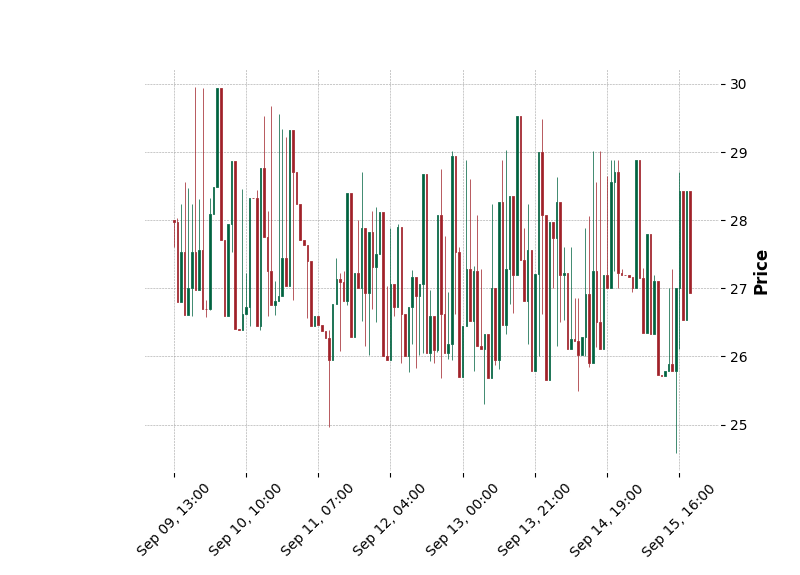 30
29
28
27
26
25
Price
Sep 09, 13:00
Sep 10, 10:00
Sep 11, 07:00
Sep 12, 04:00
Sep 13, 00:00
Sep 13, 21:00
Sep 14, 19:00
Sep 15, 16:00